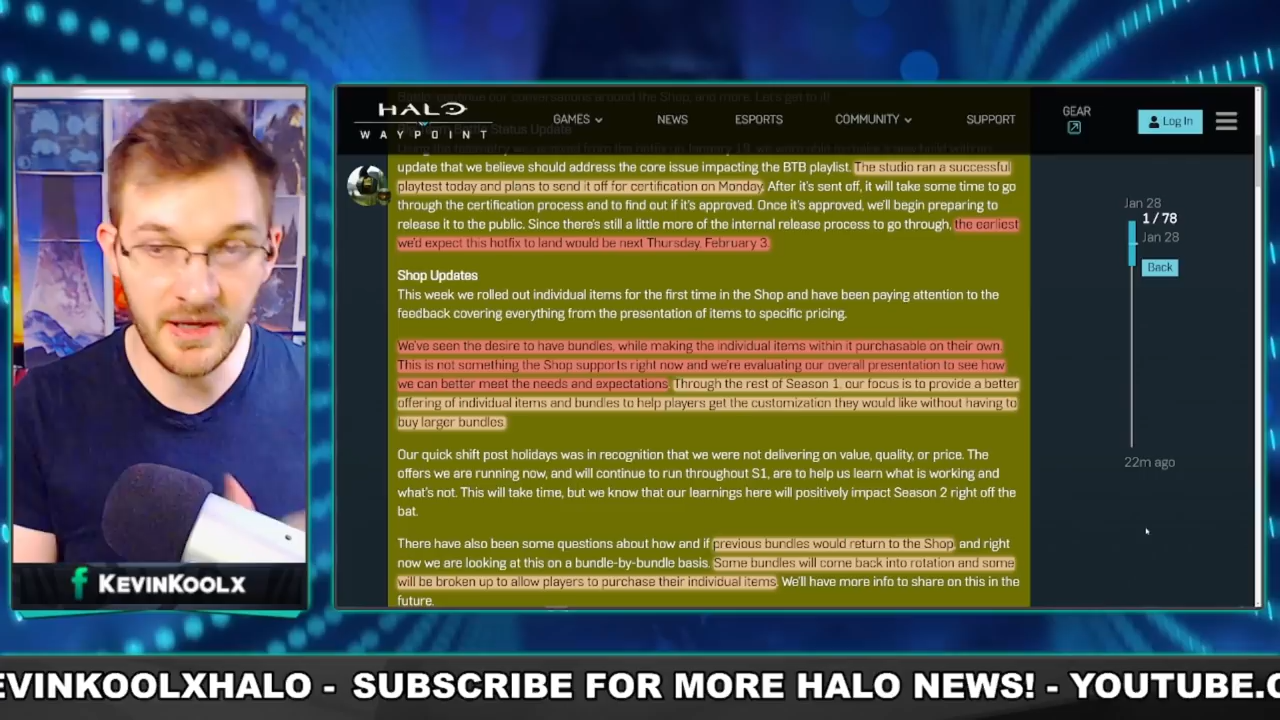 Battle, continue our conversations around the Shop, and more. Let's get to it!
HALO
WAYPOINT
GAMES
NEWS
ESPORTS
COMMUNITY
SUPPORT
GEAR
Log In
Status Update
update that we believe should address the core issue impacting the BTB playlist. The studio ran a successful
playtest today and plans to send it off for certification on Monday. After it's sent off, it will take some time to go
through the certification process and to find out if it's approved. Once it's approved, we'll begin preparing to
release it to the public. Since there's still a little more of the internal release process to go through, the earliest
we'd expect this hotfix to land would be next Thursday, February 3.
Shop Updates
This week we rolled out individual items for the first time in the Shop and have been paying attention to the
feedback covering everything from the presentation of items to specific pricing.
We've seen the desire to have bundles, while making the individual items within it purchasable on their own.
This is not something the Shop supports right now and we're evaluating our overall presentation to see how
we can better meet the needs and expectations. Through the rest of Season 1, our focus is to provide a better
offering of individual items and bundles to help players get the customization they would like without having to
buy larger bundles.
Our quick shift post holidays was in recognition that we were not delivering on value, quality, or price. The
offers we are running now, and will continue to run throughout S1, are to help us learn what is working and
what's not. This will take time, but we know that our learnings here will positively impact Season 2 right off the
bat.
There have also been some questions about how and if previous bundles would return to the Shop, and right
now we are looking at this on a bundle-by-bundle basis. Some bundles will come back into rotation and some
will be broken up to allow players to purchase their individual items. We'll have more info to share on this in the
future.
Jan 28
1 / 78
Jan 28
Back
22m ago
f KEVINKOOLX
EVINKOOLXHALO - SUBSCRIBE FOR MORE HALO NEWS! - YOUTUBE.C